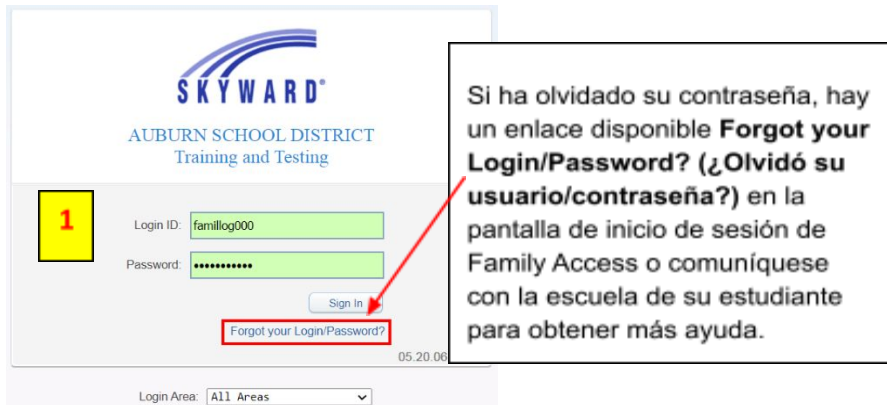 SKYWARD®
AUBURN SCHOOL DISTRICT
Training and Testing
1
Login ID: famillog000
Password: •••••••••••
Sign In
Forgot your Login/Password?
05.20.06
Login Area: All Areas
Si ha olvidado su contraseña, hay
un enlace disponible Forgot your
Login/Password? (¿Olvidó su
usuario/contraseña?) en la
pantalla de inicio de sesión de
Family Access o comuníquese
con la escuela de su estudiante
para obtener más ayuda.